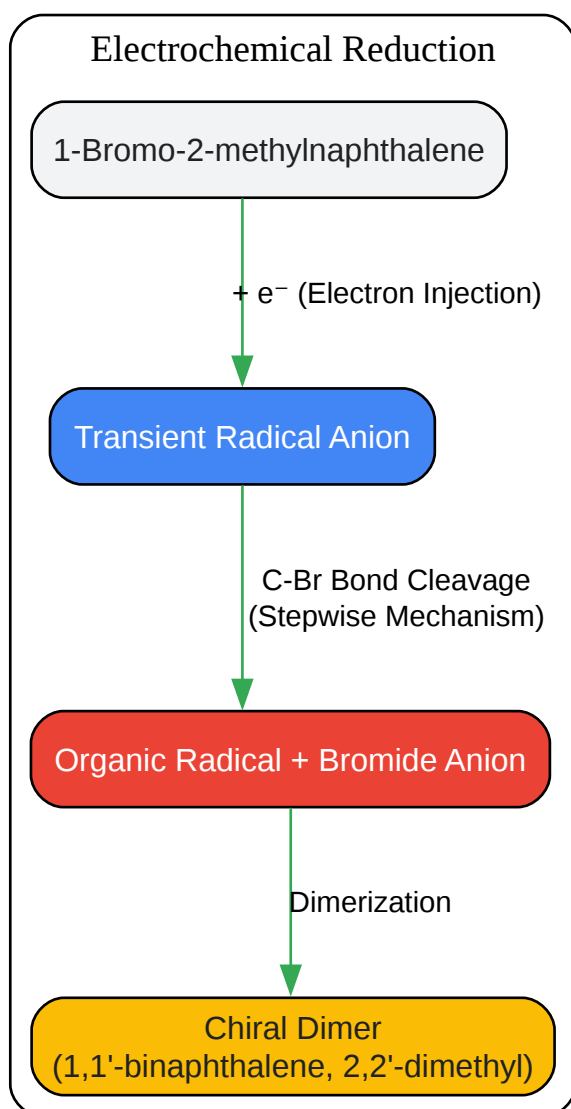 Electrochemical Reduction
1-Bromo-2-methylnaphthalene
+ e⁻ (Electron Injection)
Transient Radical Anion
C-Br Bond Cleavage
(Stepwise Mechanism)
Organic Radical + Bromide Anion
Dimerization
Chiral Dimer
(1,1'-binaphthalene, 2,2'-dimethyl)